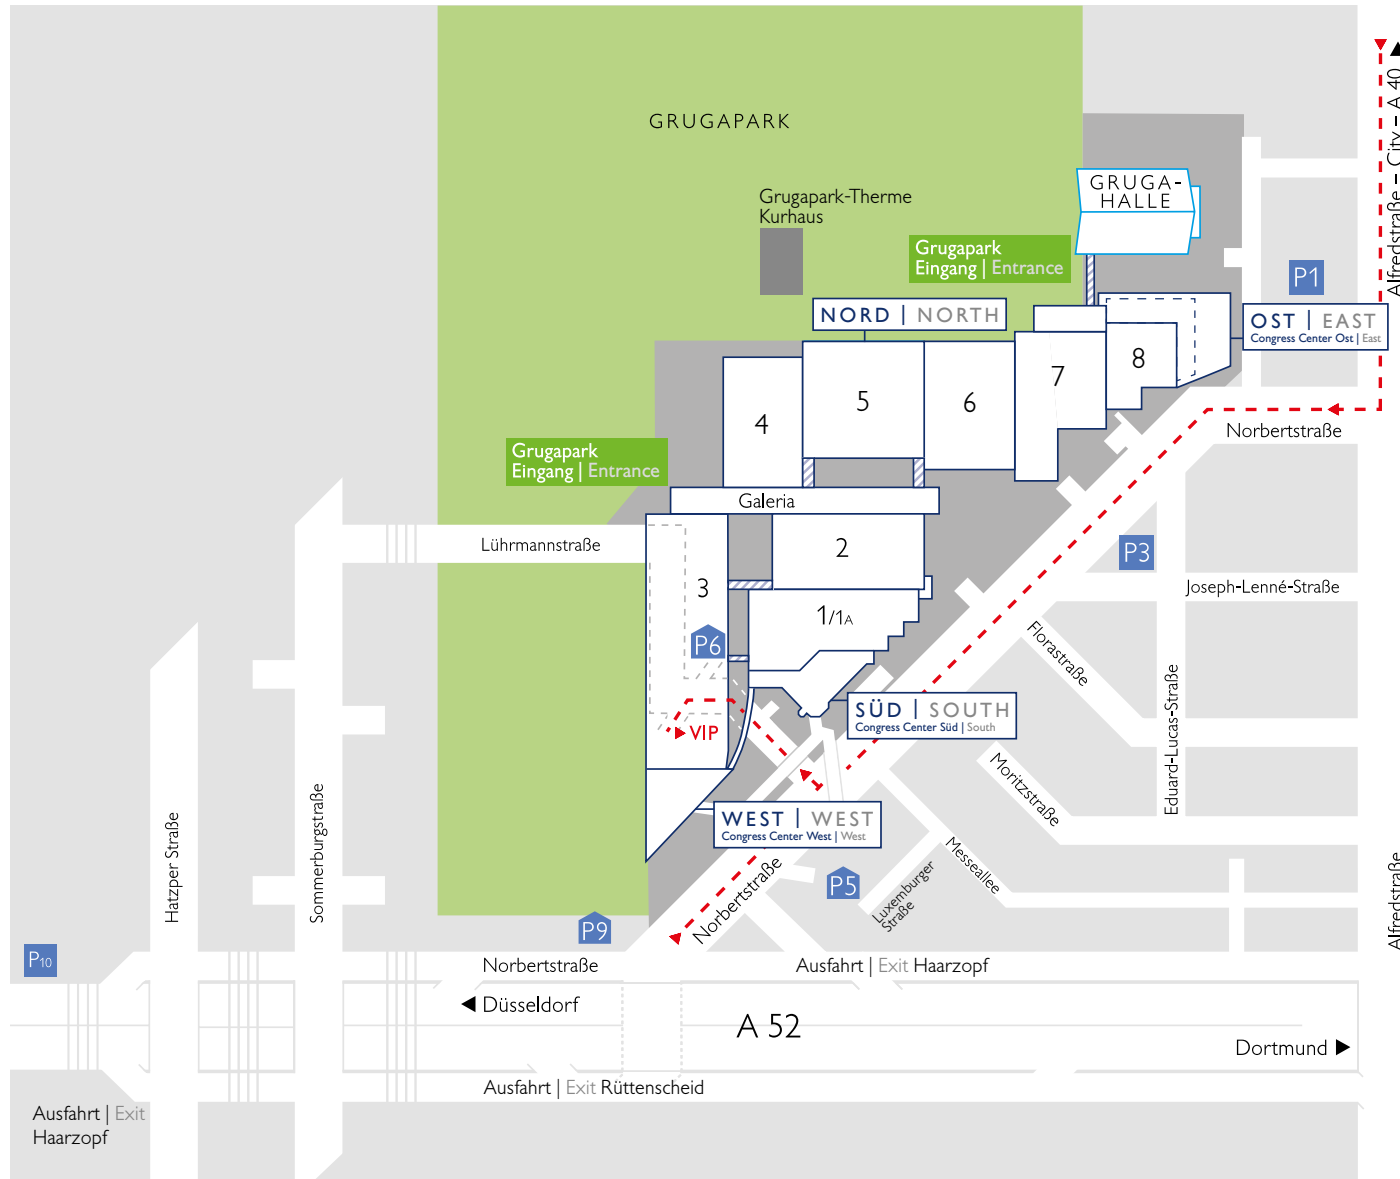 GRUGAPARK
Alfredstraße – City – A 40
GRUGA-
HALLE
Grugapark-Therme
Kurhaus
Grugapark
Eingang | Entrance
P1
NORD | NORTH
OST | EAST
Congress Center Ost | East
8
7
5
6
4
Norbertstraße
Grugapark
Eingang | Entrance
Galeria
Lührmannstraße
2
P3
3
Joseph-Lenné-Straße
1/1A
P6
Florastraße
SÜD | SOUTH
Congress Center Süd | South
VIP
Eduard-Lucas-Straße
Moritzstraße
WEST | WEST
Congress Center West | West
Hatzper Straße
Sommerburgstraße
Messeallee
P5
Luxemburger
Straße
Norbertstraße
Alfredstraße
P9
P10
Norbertstraße
Ausfahrt | Exit Haarzopf
Düsseldorf
A 52
Dortmund
Ausfahrt | Exit Rüttenscheid
Ausfahrt | Exit
Haarzopf